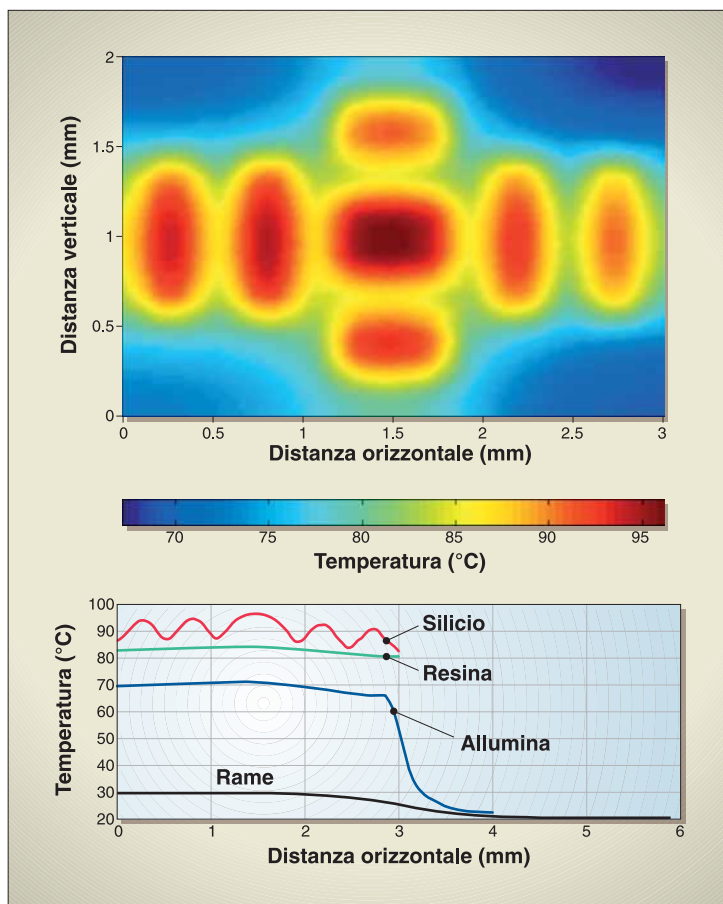 2
1.5
1
0.5
0
Distanza verticale (mm)
0 0.5 1 1.5 2 2.5 3
Distanza orizzontale (mm)
70 75 80 85 90 95
Temperatura (°C)
100
90
80
70
60
50
40
30
20
Temperatura (°C)
Silicio
Resina
Allumina
Rame
0 1 2 3 4 5 6
Distanza orizzontale (mm)